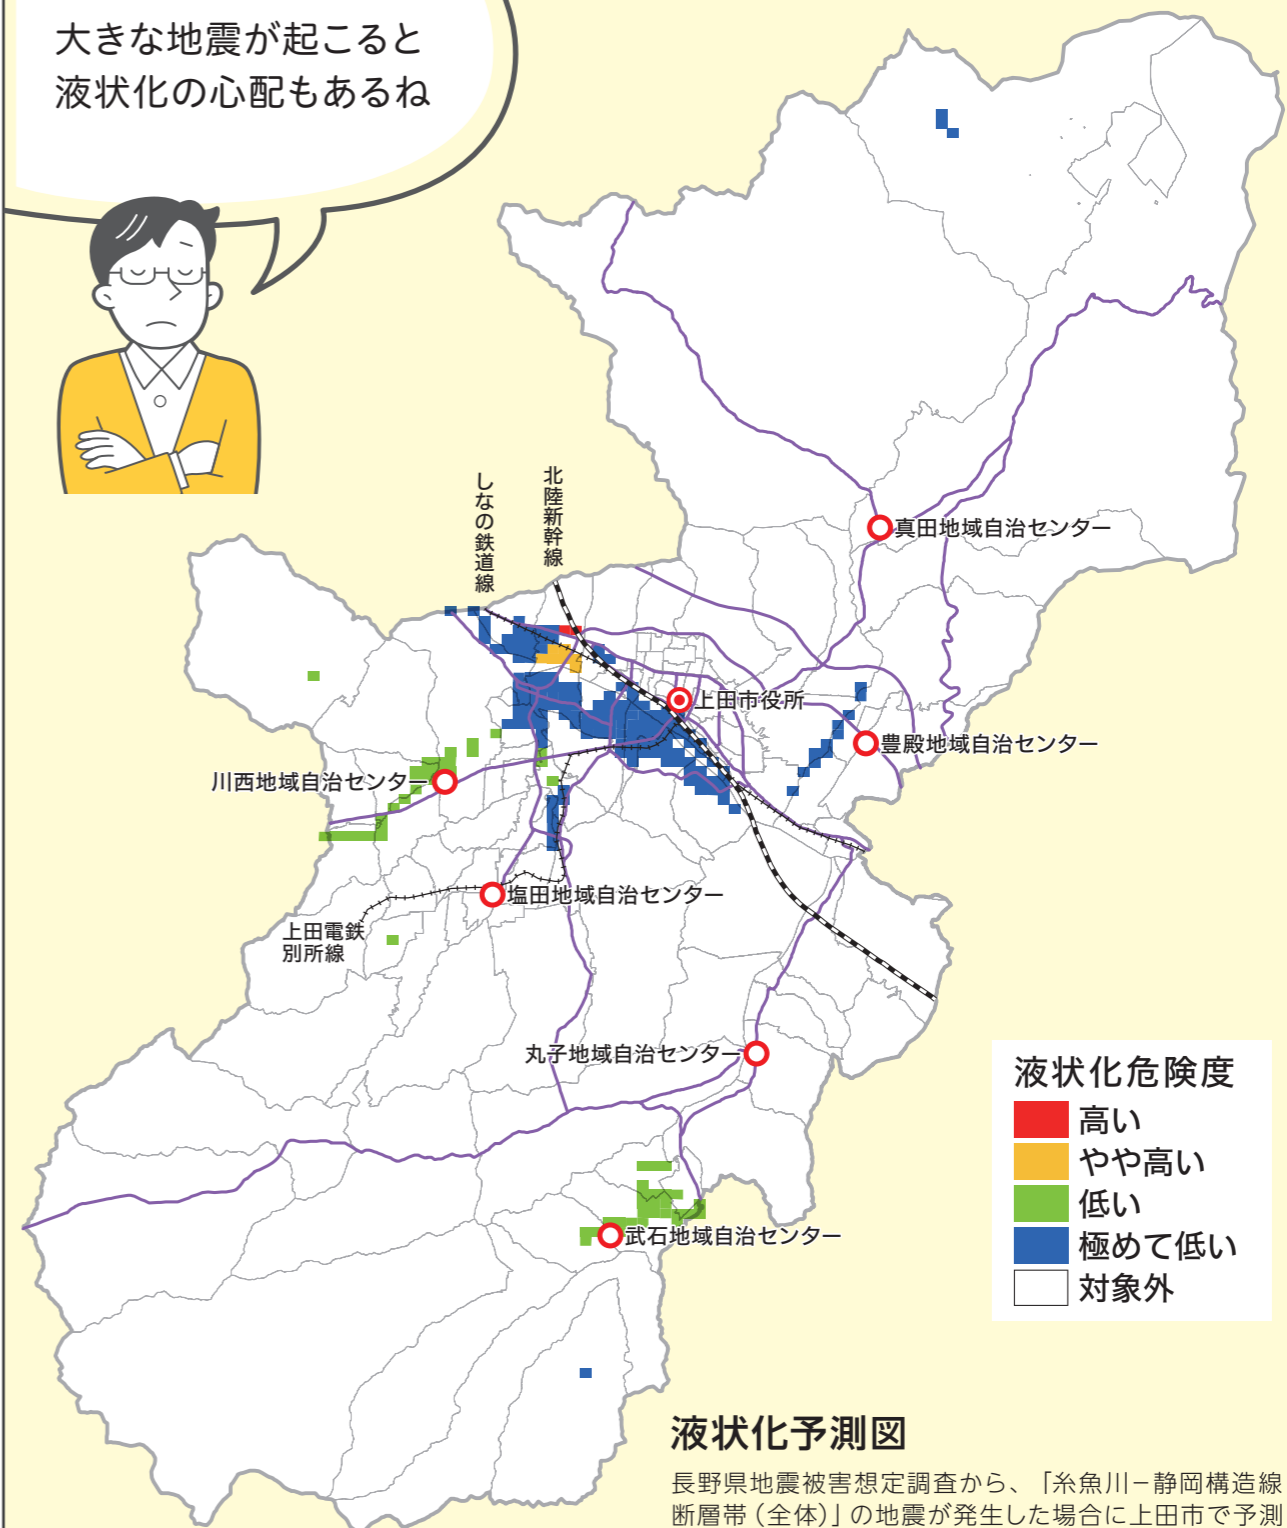 大きな地震が起こると
液状化の心配もあるね
しなの鉄道線
北陸新幹線
真田地域自治センター
上田市役所
豊殿地域自治センター
川西地域自治センター
塩田地域自治センター
上田電鉄
別所線
丸子地域自治センター
武石地域自治センター
液状化危険度
高い
やや高い
低い
極めて低い
対象外
液状化予測図
長野県地震被害想定調査から、「糸魚川－静岡構造線
断層帯（全体）」の地震が発生した場合に上田市で予測